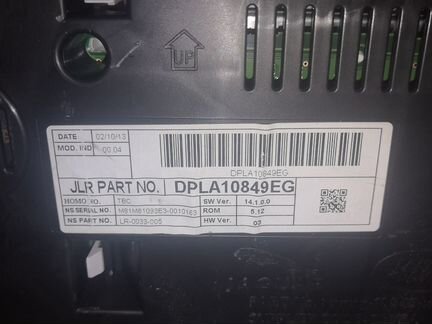 UP
DATE 02/10/13
MOD. IND 00.04
DPLA10849EG
JLR PART NO. DPLA10849EG
HOMO NO. TBC
NS SERIAL NO.
NS PART NO. LR-0033-005
SW Ver. 14.1.0.0
ROM 5.12
HW Ver. 03